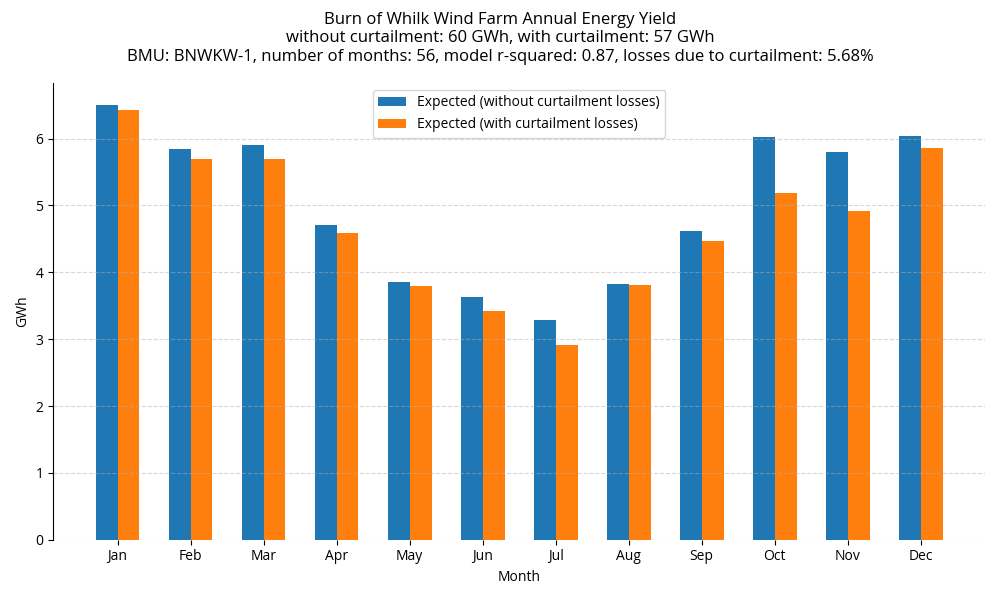 Burn of Whilk Wind Farm Annual Energy Yield
without curtailment: 60 GWh, with curtailment: 57 GWh
BMU: BNWKW-1, number of months: 56, model r-squared: 0.87, losses due to curtailment: 5.68%
Expected (without curtailment losses)
Expected (with curtailment losses)
6
5
4
3
2
1
0
GWh
Jan Feb Mar Apr May Jun Jul Aug Sep Oct Nov Dec
Month